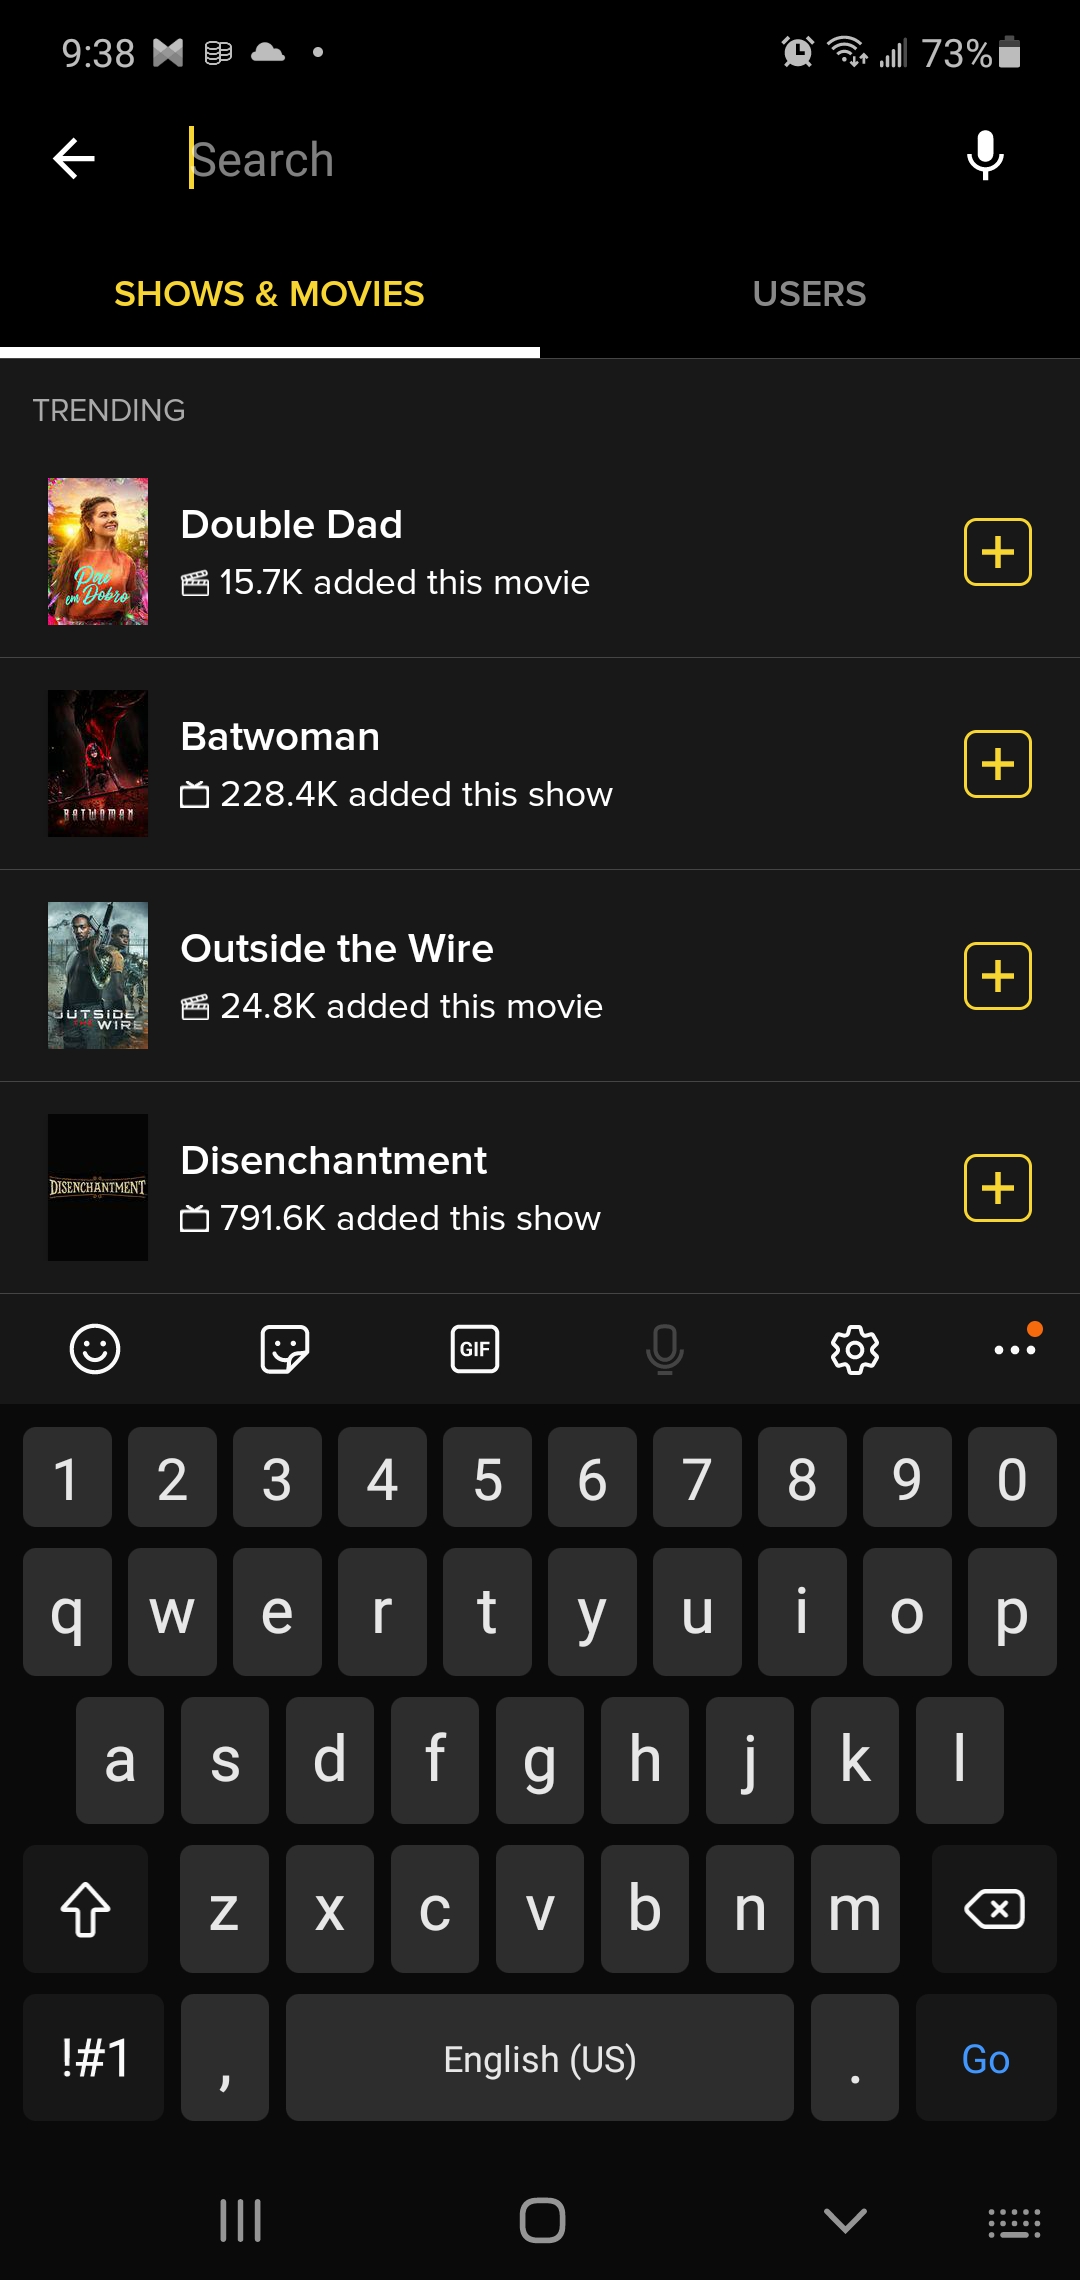 9:38
73%
Search
SHOWS & MOVIES
USERS
TRENDING
Pai
em Dobro
Double Dad
15.7K added this movie
BATWOMAN
Batwoman
228.4K added this show
OUTSIDE
THE WIRE
Outside the Wire
24.8K added this movie
DISENCHANTMENT
Disenchantment
791.6K added this show
GIF
1 2 3 4 5 6 7 8 9 0
q w e r t y u i o p
a s d f g h j k l
z x c v b n m
!#1 , English (US) . Go